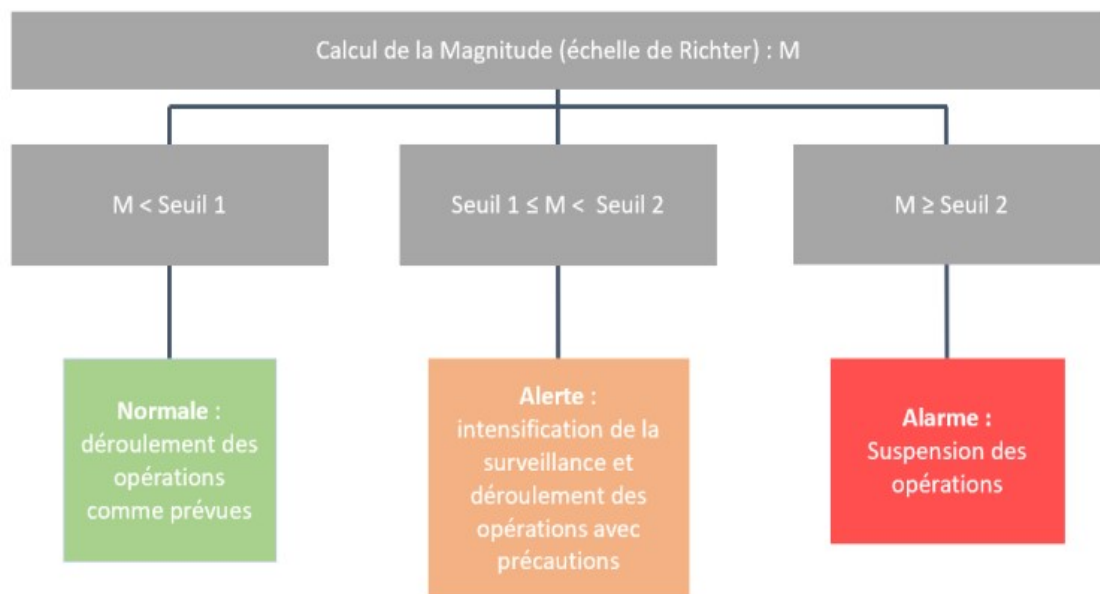 Calcul de la Magnitude (échelle de Richter) : M
M < Seuil 1
Seuil 1 ≤ M < Seuil 2
M ≥ Seuil 2
Normale :
déroulement des
opérations
comme prévues
Alerte :
intensification de la
surveillance et
déroulement des
opérations avec
précautions
Alarme :
Suspension des
opérations